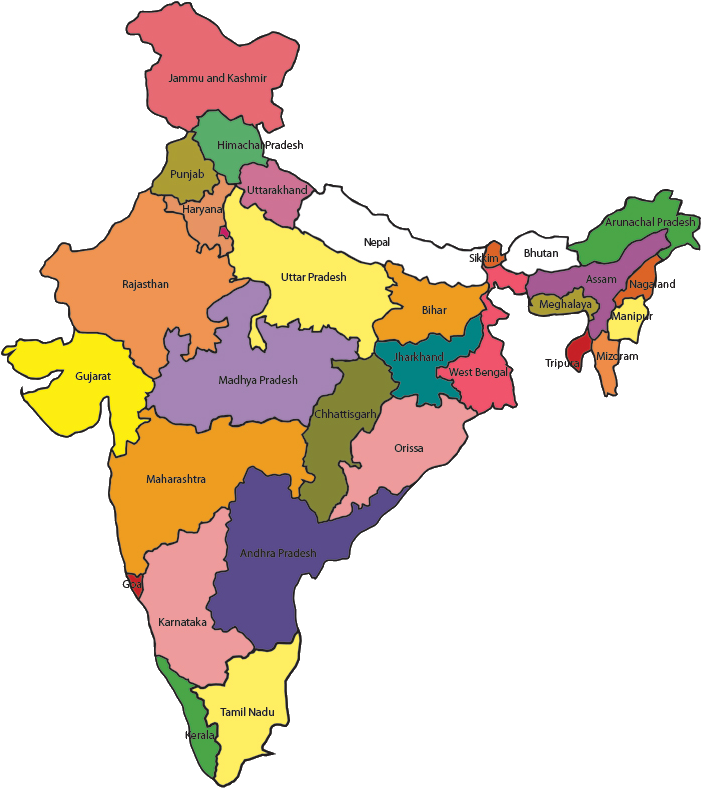 Jammu and Kashmir
Himachal Pradesh
Punjab
Uttarakhand
Haryana
Arunachal Pradesh
Nepal
Bhutan
Sikkim
Uttar Pradesh
Assam
Rajasthan
Nagaland
Meghalaya
Bihar
Manipur
Jharkhand
Mizoram
Tripura
West Bengal
Gujarat
Madhya Pradesh
Chhattisgarh
Orissa
Maharashtra
Andhra Pradesh
Goa
Karnataka
Tamil Nadu
Kerala